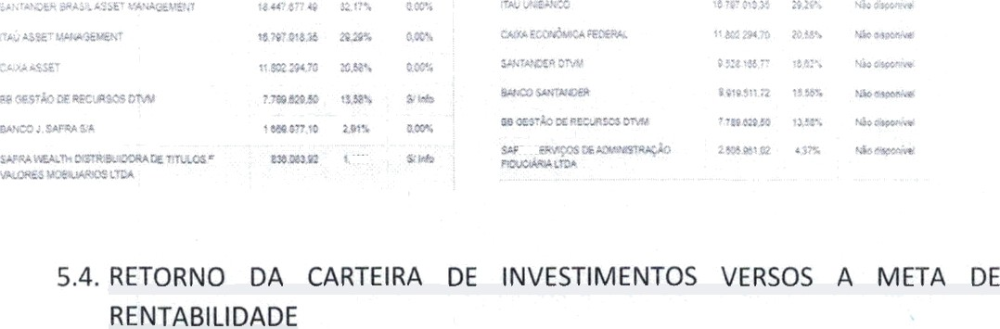 SANTANDER BRASIL ASSET MANAGEMENT 18.447.677,49 32,17% 0,00%
ITAÚ ASSET MANAGEMENT 16.797.018,35 29,29% 0,00%
CAIXA ASSET 11.802.294,70 20,58% 0,00%
BB GESTÃO DE RECURSOS DTVM 7.789.629,50 13,58% S/ Info
BANCO J. SAFRA S/A 1.669.877,10 2,91% 0,00%
SAFRA WEALTH DISTRIBUIDORA DE TITULOS E 836.083,92 1, S/ Info
VALORES MOBILIARIOS LTDA
ITAU UNIBANCO 16.797.018,35 29,29% Não disponível
CAIXA ECONÔMICA FEDERAL 11.802.294,70 20,58% Não disponível
SANTANDER DTVM 9.528.165,77 16,62% Não disponível
BANCO SANTANDER 8.919.511,72 15,55% Não disponível
BB GESTÃO DE RECURSOS DTVM 7.789.629,50 13,58% Não disponível
SAF ERVIÇOS DE ADMINISTRAÇÃO 2.505.961,02 4,37% Não disponível
FIDUCIÁRIA LTDA
5.4. RETORNO DA CARTEIRA DE INVESTIMENTOS VERSOS A META DE
RENTABILIDADE